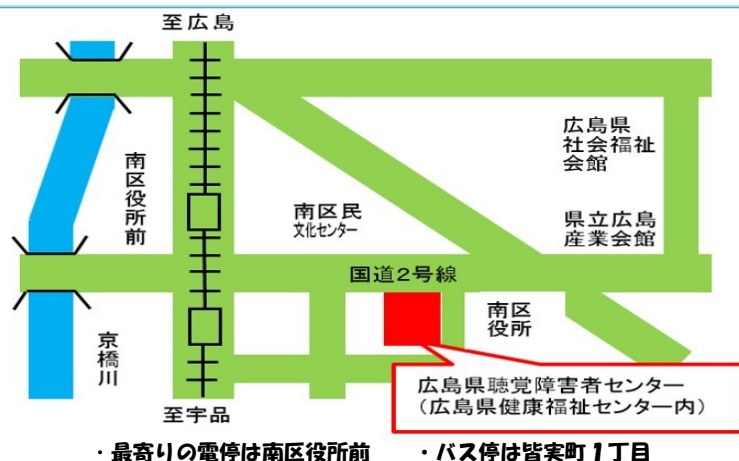 至広島
広島県
社会福祉
会館
南区役所前
南区民
文化センター
県立広島
産業会館
国道2号線
南区
役所
京橋川
広島県聴覚障害者センター
(広島県健康福祉センター内)
至宇品
・最寄りの電停は南区役所前 ・バス停は皆実町1丁目